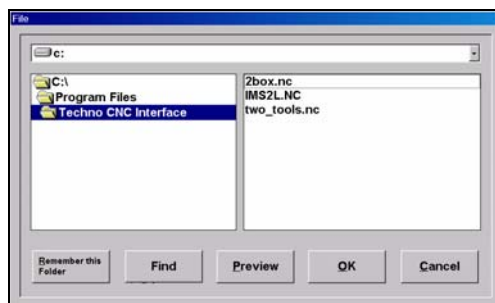 File
c:
C:\
Program Files
Techno CNC Interface
2box.nc
IMS2L.NC
two_tools.nc
Remember this
Folder
Find
Preview
OK
Cancel